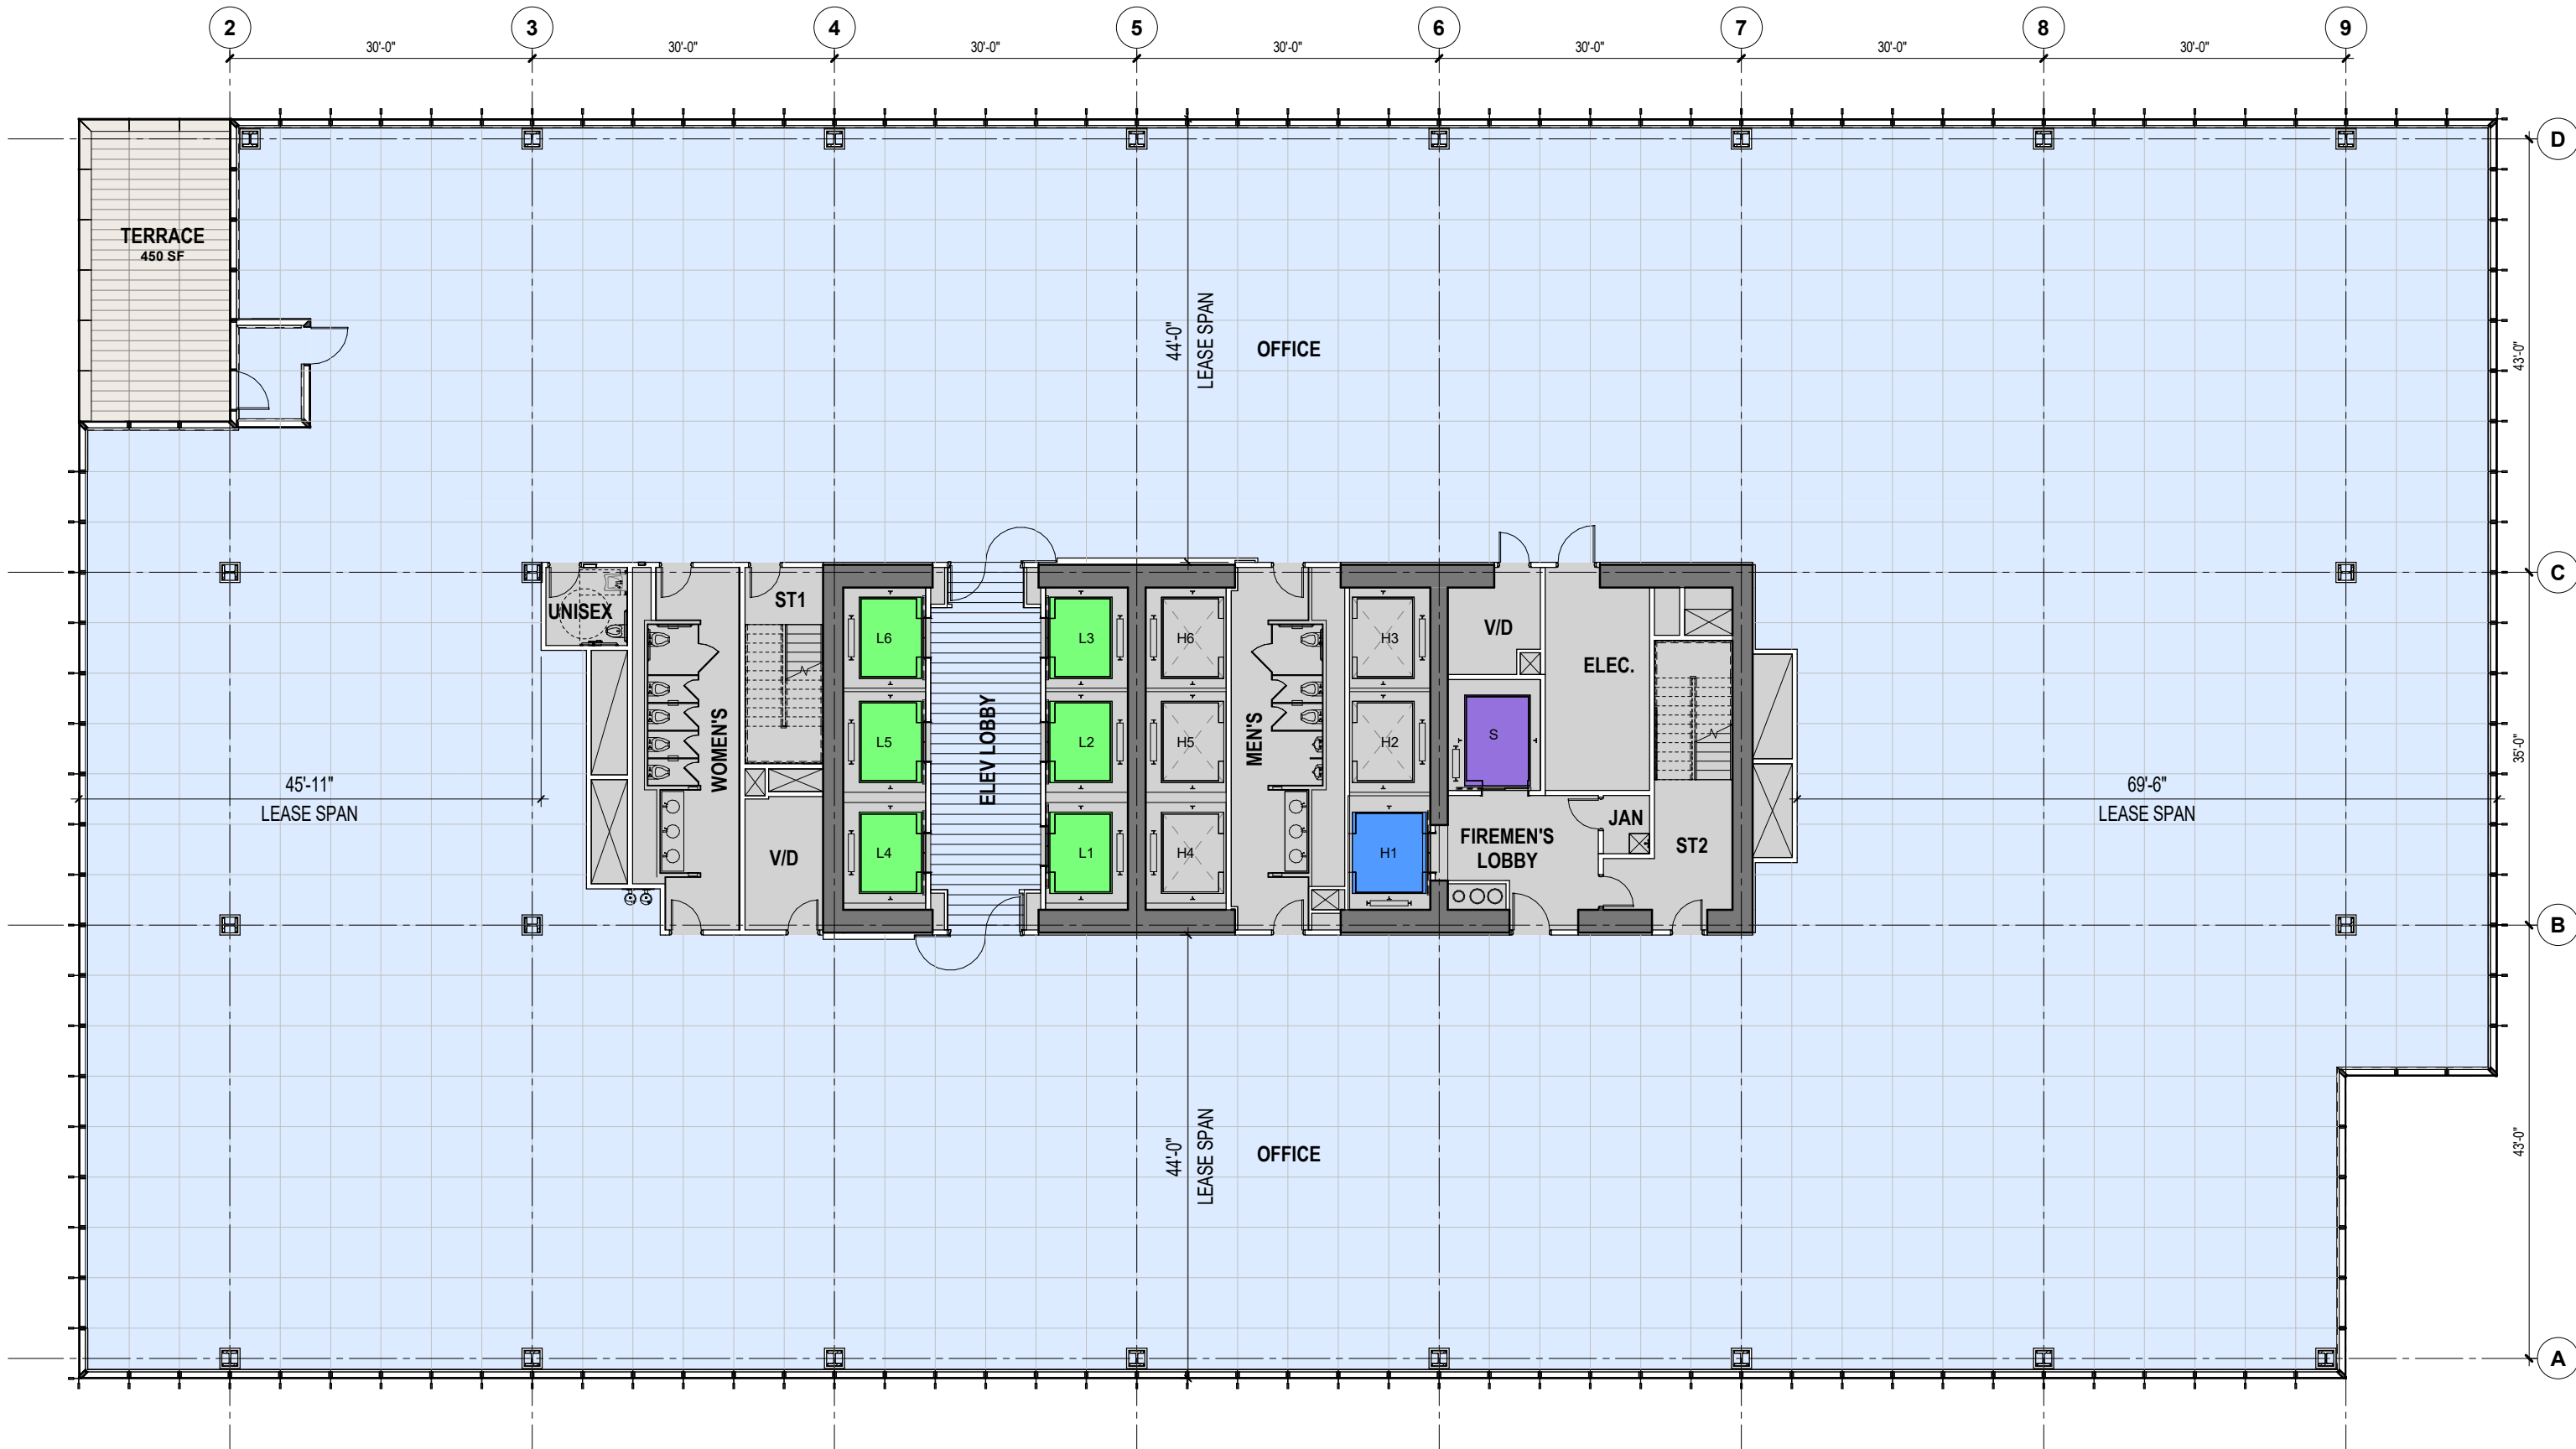 2 3 4 5 6 7 8 9
30'-0" 30'-0" 30'-0" 30'-0" 30'-0" 30'-0" 30'-0"
D
TERRACE
450 SF
44'-0"
LEASE SPAN
OFFICE
43'-0"
C
UNISEX
ST1
WOMEN'S
V/D
L6
L5
L4
ELEV LOBBY
L3
L2
L1
H6
H5
H4
MEN'S
H3
H2
H1
V/D
S
ELEC.
FIREMEN'S
LOBBY
JAN
ST2
45'-11"
LEASE SPAN
69'-6"
LEASE SPAN
35'-0"
B
44'-0"
LEASE SPAN
OFFICE
43'-0"
A